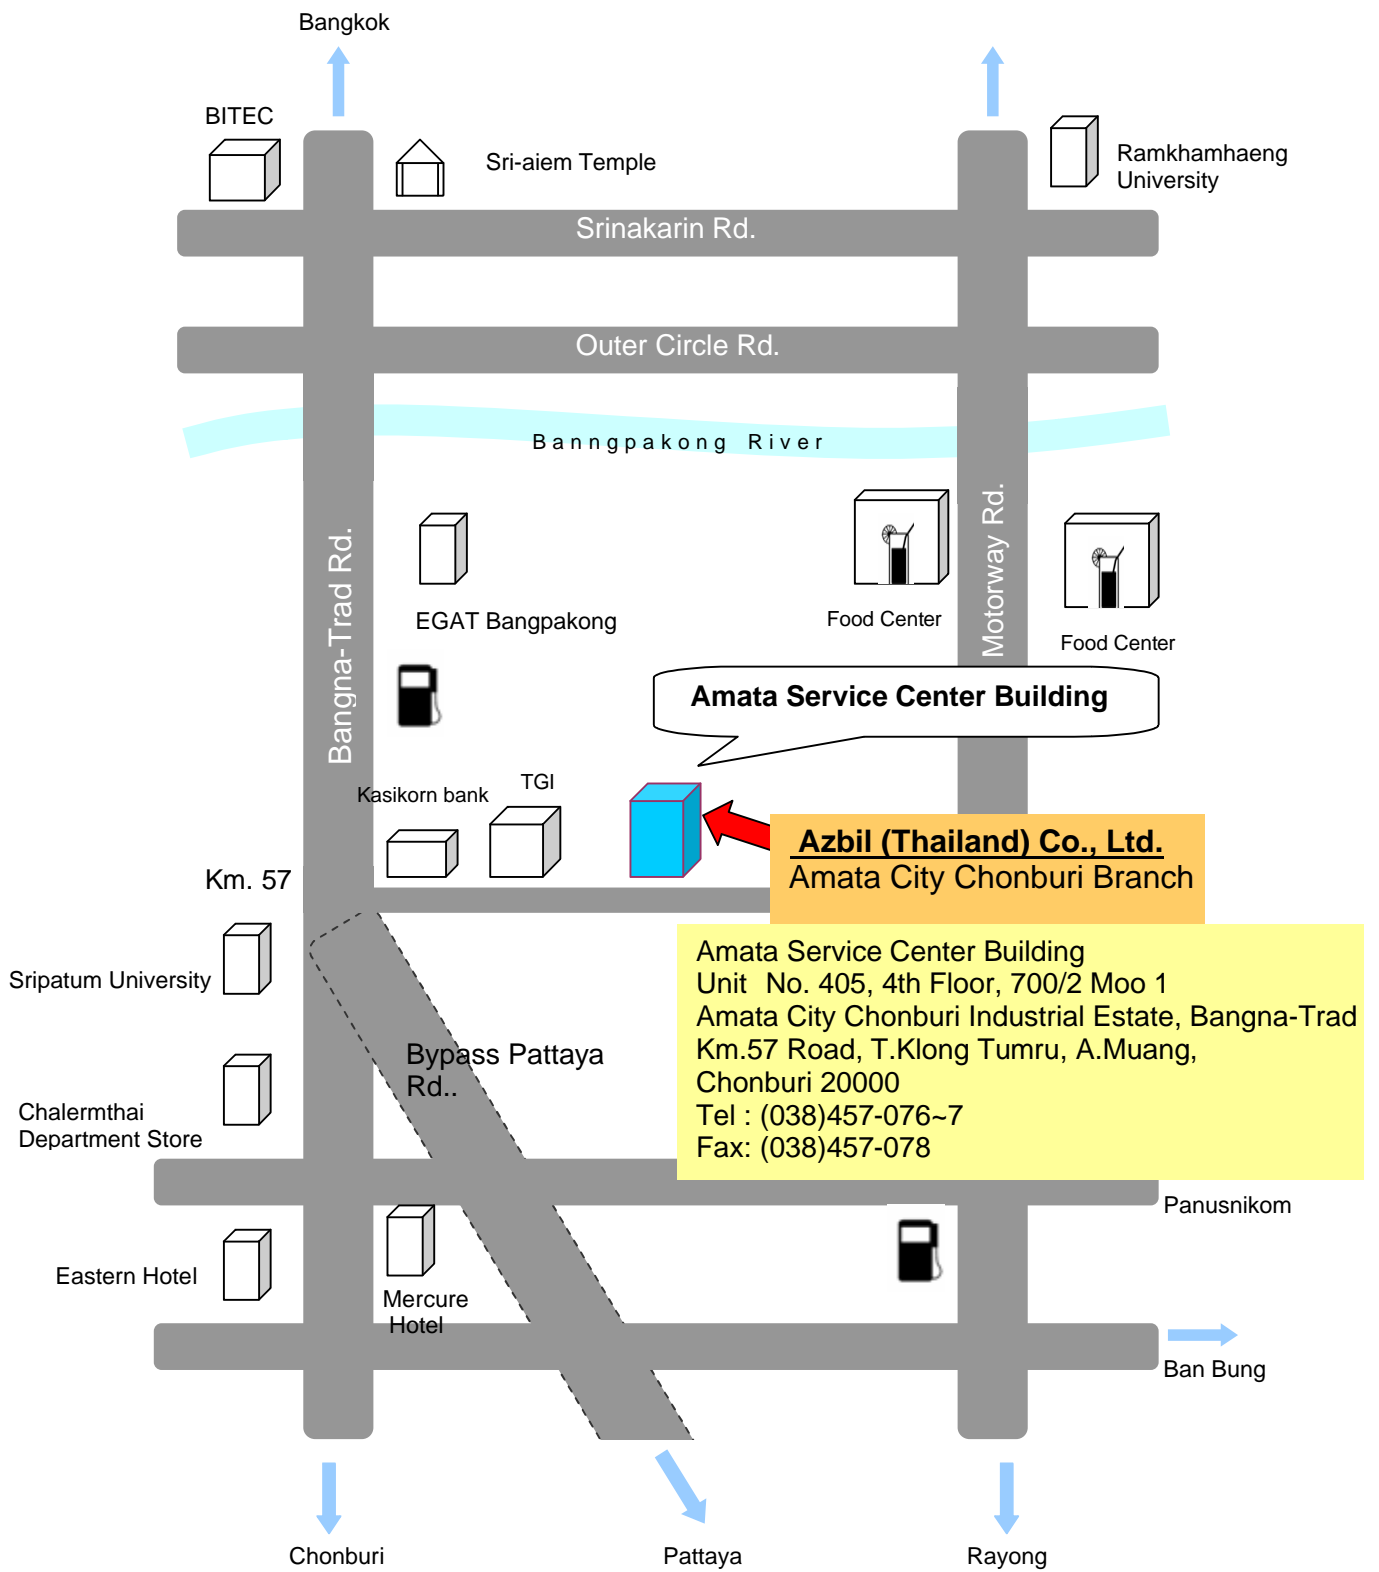 Bangkok
BITEC
Sri-aiem Temple
Ramkhamhaeng
University
Srinakarin Rd.
Outer Circle Rd.
Banngpakong River
Bangna-Trad Rd.
Motorway Rd.
EGAT Bangpakong
Food Center
Food Center
Amata Service Center Building
TGI
Kasikorn bank
Azbil (Thailand) Co., Ltd.
Amata City Chonburi Branch
Km. 57
Amata Service Center Building
Unit No. 405, 4th Floor, 700/2 Moo 1
Amata City Chonburi Industrial Estate, Bangna-Trad
Km.57 Road, T.Klong Tumru, A.Muang,
Chonburi 20000
Tel : (038)457-076~7
Fax: (038)457-078
Sripatum University
Bypass Pattaya
Rd..
Chalermthai
Department Store
Panusnikom
Eastern Hotel
Mercure
Hotel
Ban Bung
Chonburi
Pattaya
Rayong